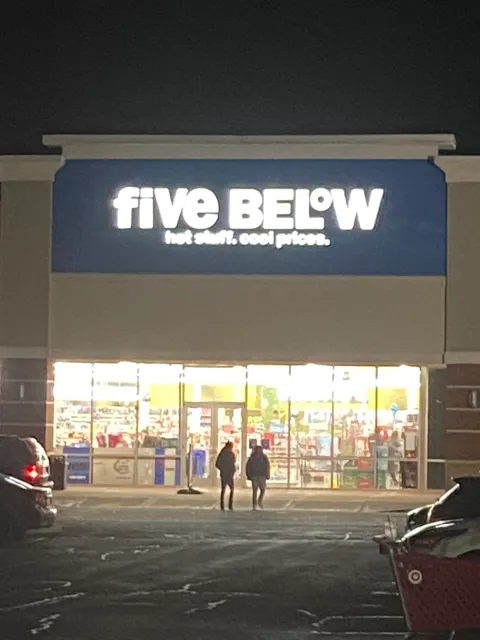 fiVe BELoW
hot stuff. cool prices.